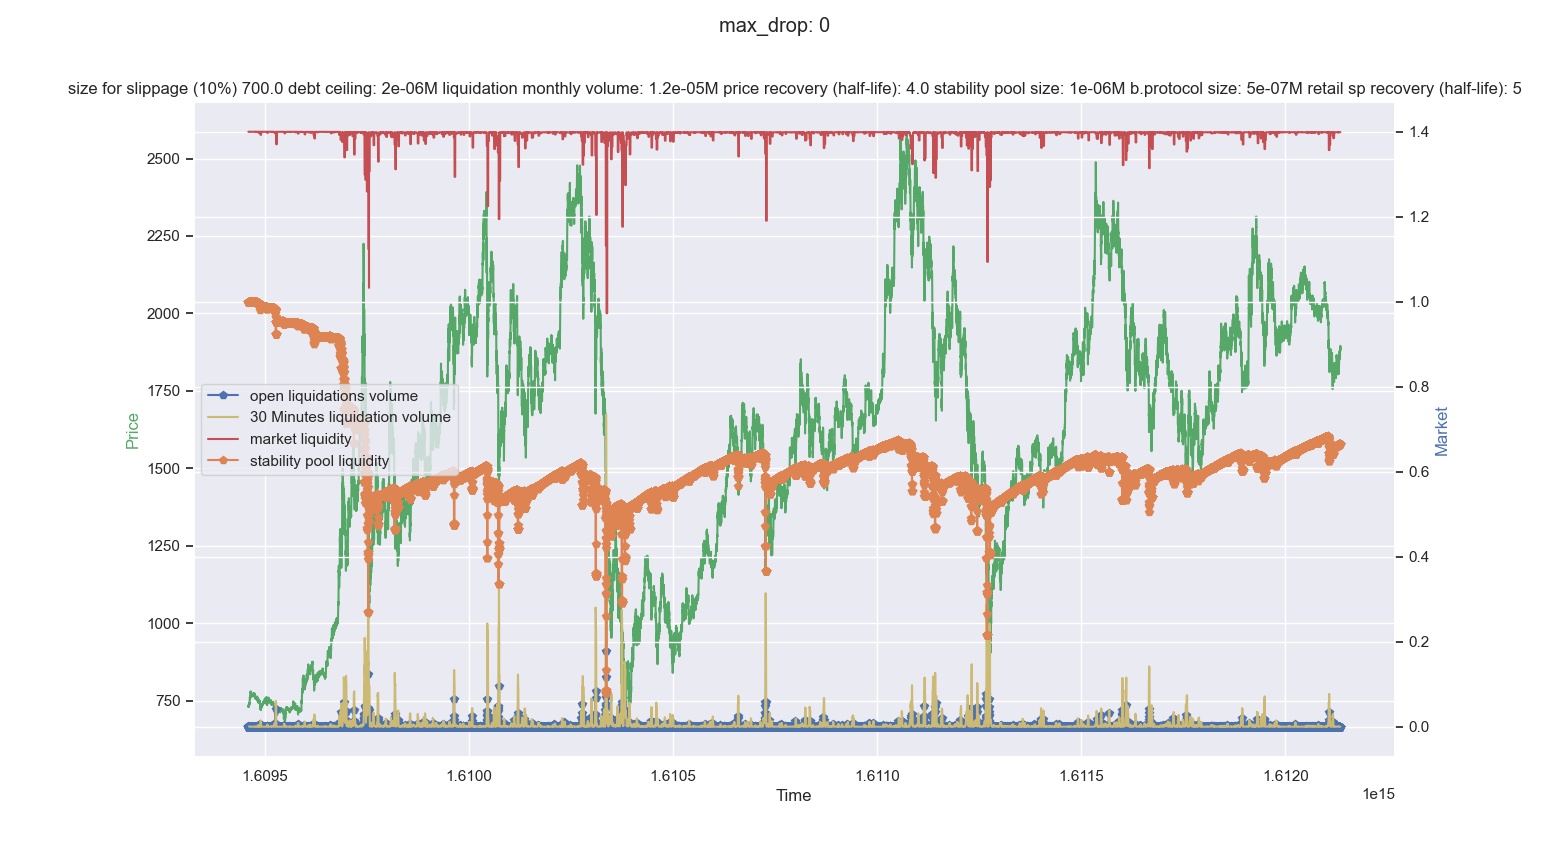 max_drop: 0
size for slippage (10%) 700.0 debt ceiling: 2e-06M liquidation monthly volume: 1.2e-05M price recovery (half-life): 4.0 stability pool size: 1e-06M b.protocol size: 5e-07M retail sp recovery (half-life): 5
2500
2250
2000
1750
1500
1250
1000
750
Price
open liquidations volume
30 Minutes liquidation volume
market liquidity
stability pool liquidity
1.4
1.2
1.0
0.8
0.6
0.4
0.2
0.0
Market
1.6095
1.6100
1.6105
1.6110
1.6115
1.6120
Time
1e15